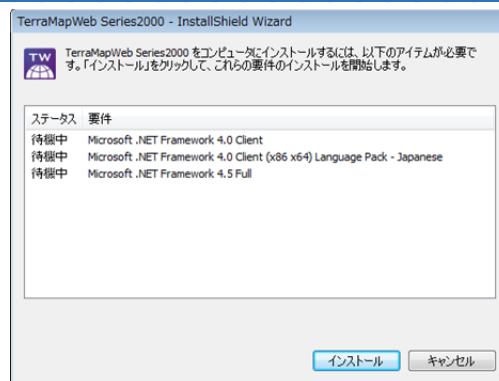 TerraMapWeb Series2000 - InstallShield Wizard
TW
TerraMapWeb Series2000 をコンピュータにインストールするには、以下のアイテムが必要で
す。「インストール」をクリックして、これらの要件のインストールを開始します。
ステータス 要件
待機中 Microsoft .NET Framework 4.0 Client
待機中 Microsoft .NET Framework 4.0 Client (x86 x64) Language Pack - Japanese
待機中 Microsoft .NET Framework 4.5 Full
インストール キャンセル